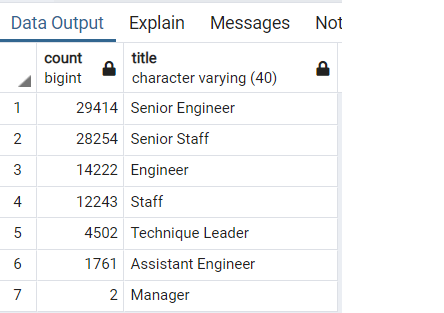 Data Output Explain Messages Not
count title
bigint character varying (40)
1 29414 Senior Engineer
2 28254 Senior Staff
3 14222 Engineer
4 12243 Staff
5 4502 Technique Leader
6 1761 Assistant Engineer
7 2 Manager